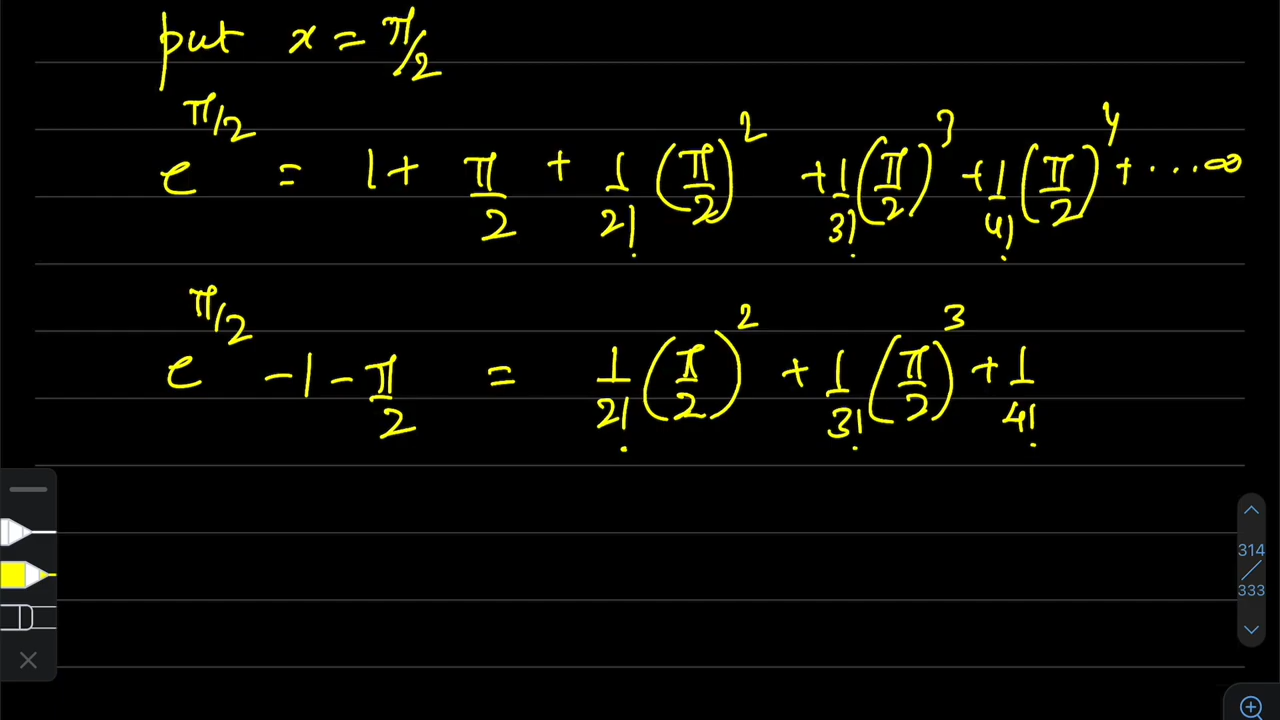 put x = π/2
e^{π/2} = 1 + π/2 + 1/2! (π/2)^2 + 1/3! (π/2)^3 + 1/4! (π/2)^4 + ...∞
e^{π/2} - 1 - π/2 = 1/2! (π/2)^2 + 1/3! (π/2)^3 + 1/4!
314
333